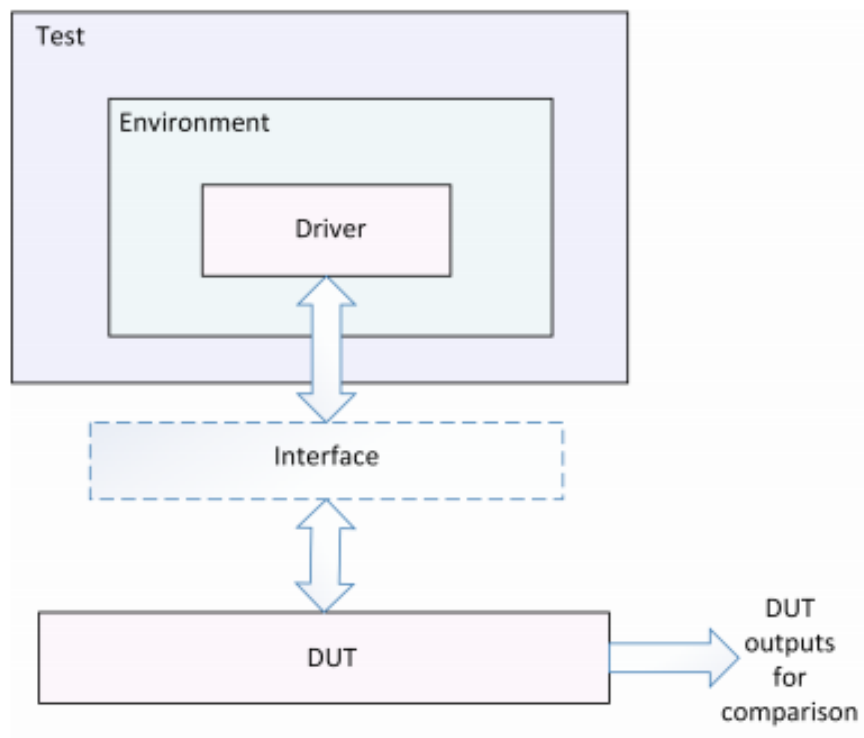 Test
Environment
Driver
Interface
DUT
DUT
outputs
for
comparison